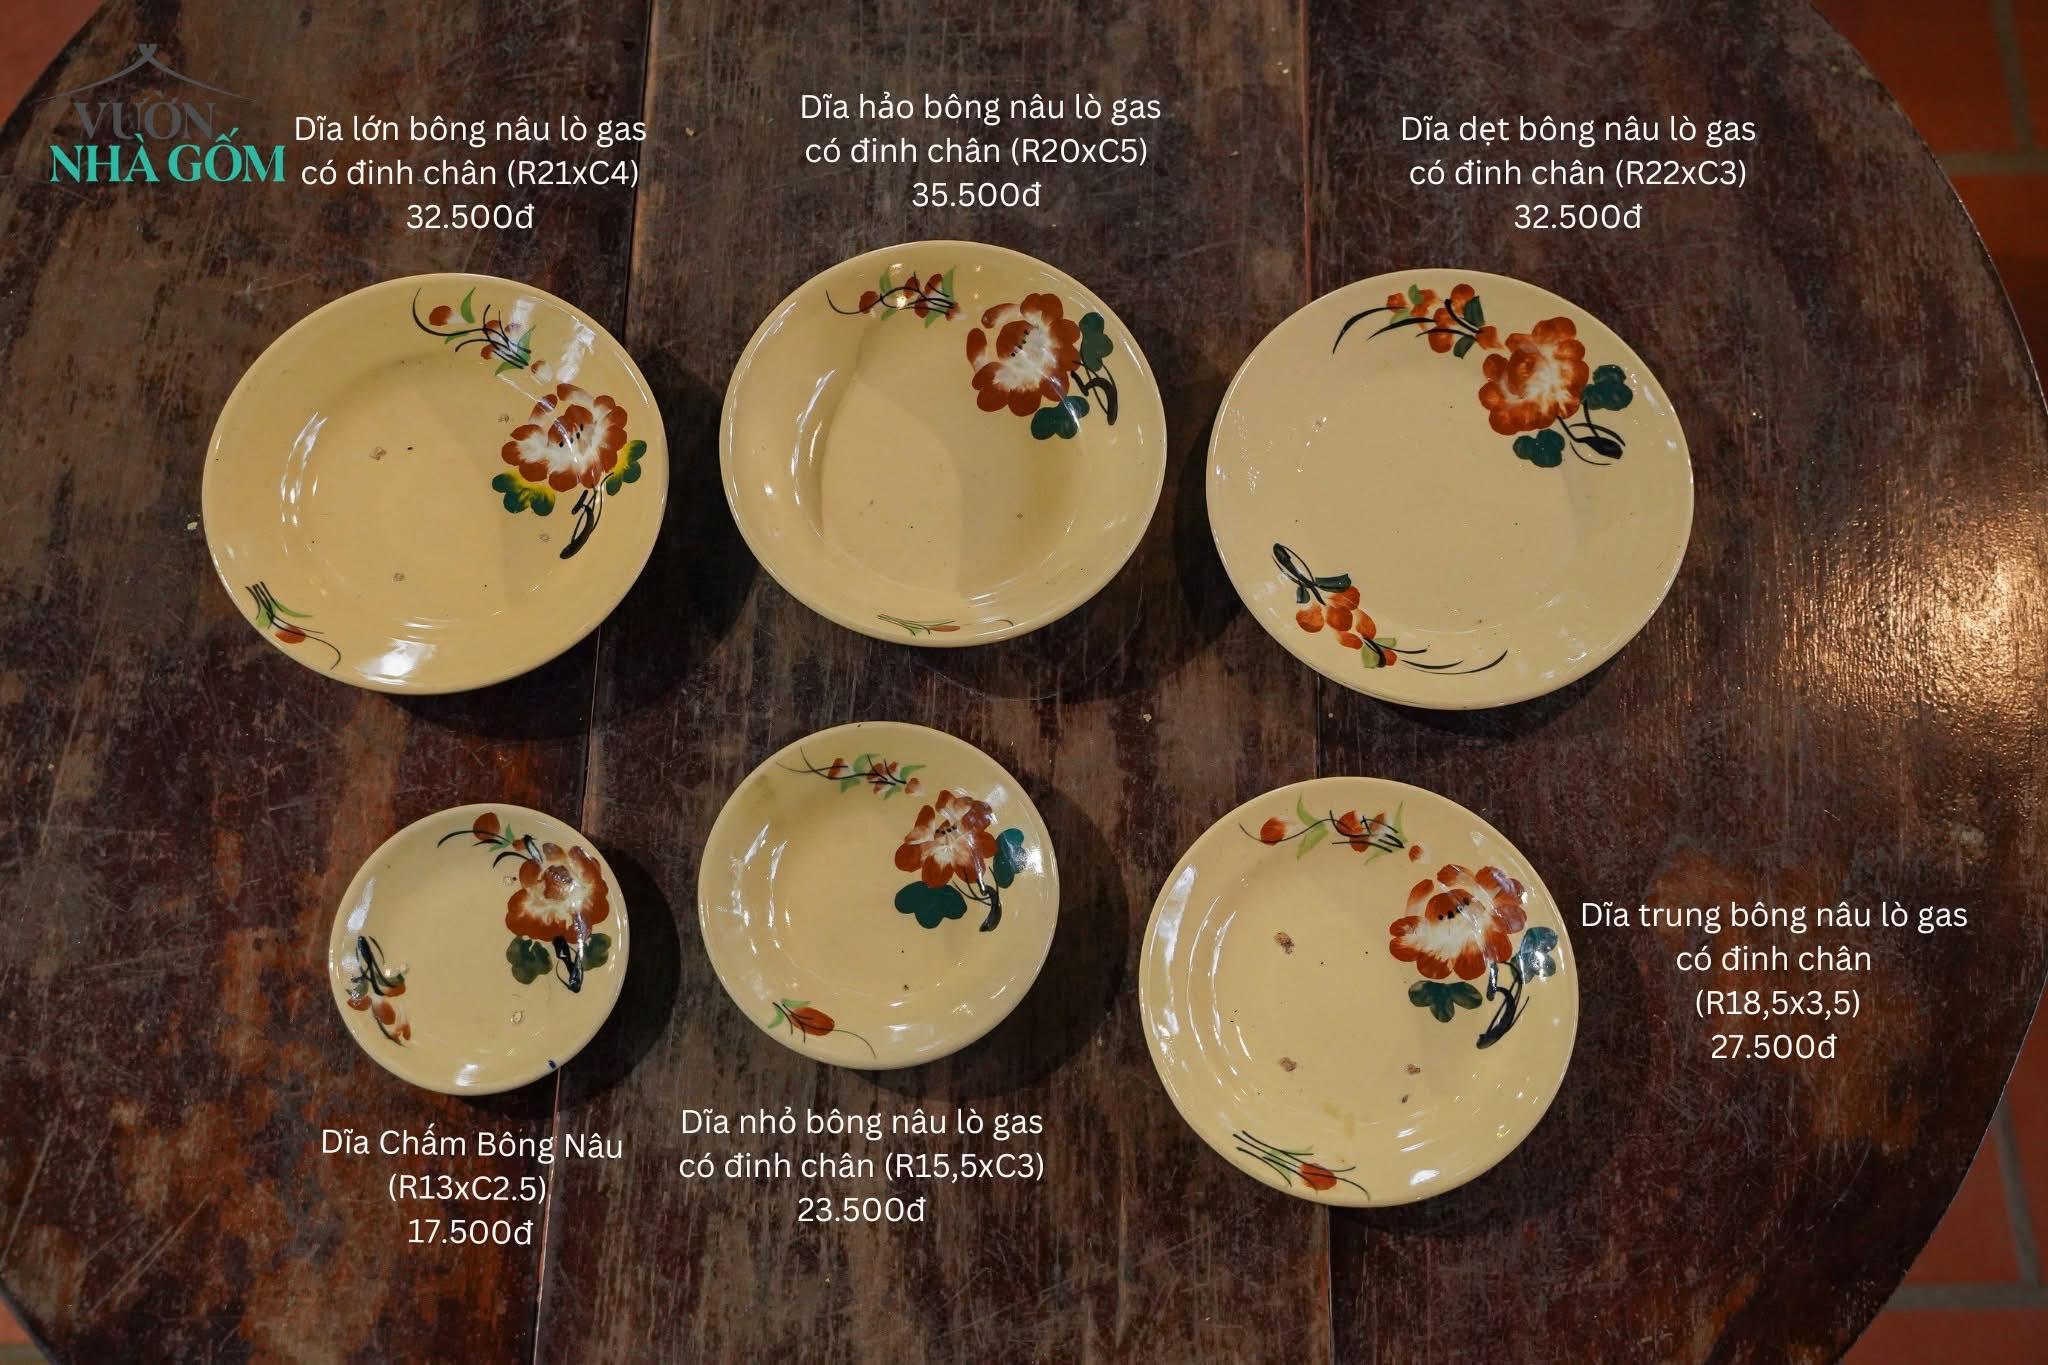 VƯỜN
NHÀ GỐM
Dĩa lớn bông nâu lò gas
có đinh chân (R21xC4)
32.500đ
Dĩa hảo bông nâu lò gas
có đinh chân (R20xC5)
35.500đ
Dĩa dẹt bông nâu lò gas
có đinh chân (R22xC3)
32.500đ
Dĩa Chấm Bông Nâu
(R13xC2.5)
17.500đ
Dĩa nhỏ bông nâu lò gas
có đinh chân (R15,5xC3)
23.500đ
Dĩa trung bông nâu lò gas
có đinh chân
(R18,5x3,5)
27.500đ